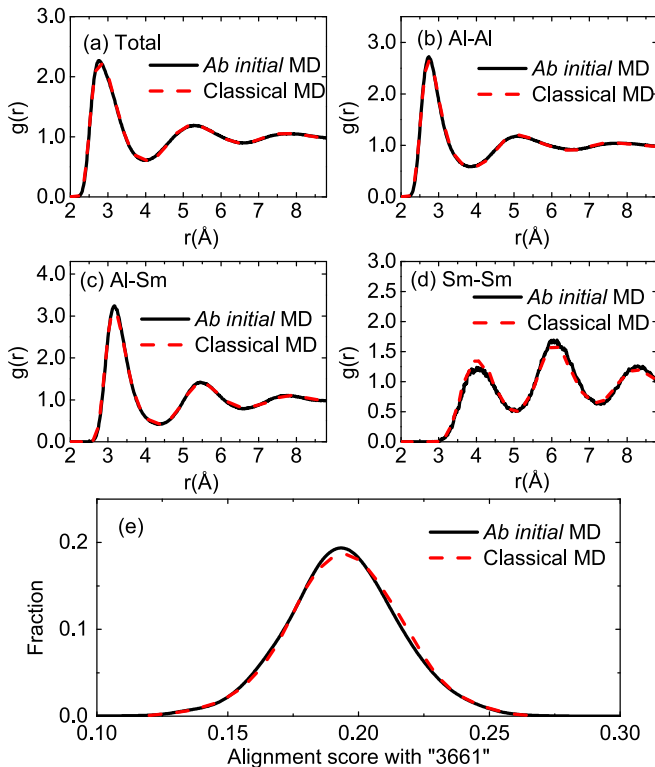 (a) Total
Ab initial MD
Classical MD
g(r)
3.0
2.0
1.0
0.0
2 3 4 5 6 7 8
r(Å)
(b) Al-Al
Ab initial MD
Classical MD
g(r)
3.0
2.0
1.0
0.0
2 3 4 5 6 7 8
r(Å)
(c) Al-Sm
Ab initial MD
Classical MD
g(r)
4.0
3.0
2.0
1.0
0.0
2 3 4 5 6 7 8
r(Å)
(d) Sm-Sm
Ab initial MD
Classical MD
g(r)
3.0
2.5
2.0
1.5
1.0
0.5
0.0
2 3 4 5 6 7 8
r(Å)
(e)
Ab initial MD
Classical MD
Fraction
0.2
0.1
0.0
0.10 0.15 0.20 0.25 0.30
Alignment score with "3661"